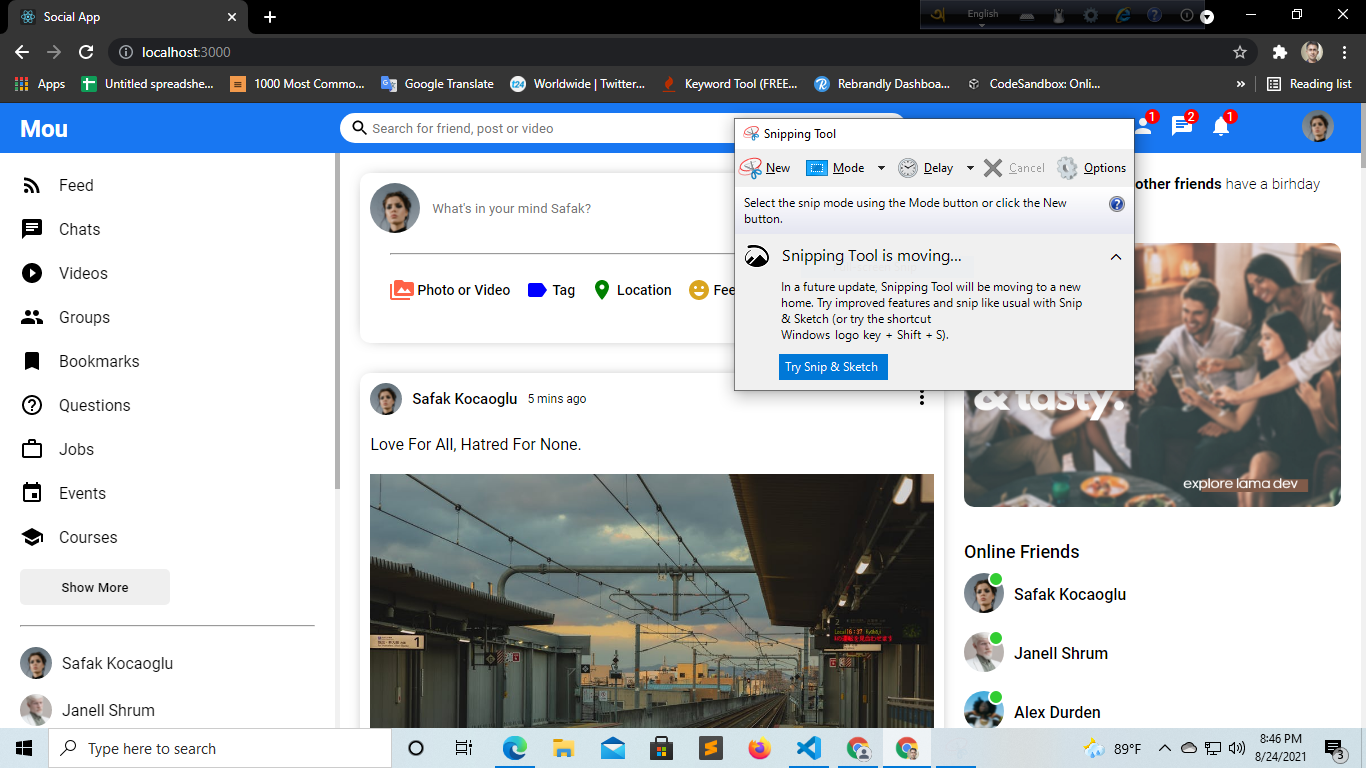 Social App
English
localhost:3000
Apps
Untitled spreadshe...
1000 Most Commo...
Google Translate
124
Worldwide | Twitter...
Keyword Tool (FREE...
Rebrandly Dashboa...
CodeSandbox: Onli...
»
Reading list
Mou
Search for friend, post or video
1
2
1
Snipping Tool
New
Mode
Delay
Cancel
Options
Select the snip mode using the Mode button or click the New
button.
Snipping Tool is moving...
In a future update, Snipping Tool will be moving to a new
home. Try improved features and snip like usual with Snip
& Sketch (or try the shortcut
Windows logo key + Shift + S).
Try Snip & Sketch
Feed
Chats
Videos
Groups
Bookmarks
Questions
Jobs
Events
Courses
Show More
Safak Kocaoglu
Janell Shrum
What's in your mind Safak?
Photo or Video
Tag
Location
Fee
Safak Kocaoglu
5 mins ago
Love For All, Hatred For None.
1
2
16:37
other friends have a birhday
& tasty.
explore lama dev
Online Friends
Safak Kocaoglu
Janell Shrum
Alex Durden
Type here to search
89°F
8:46 PM
8/24/2021
3